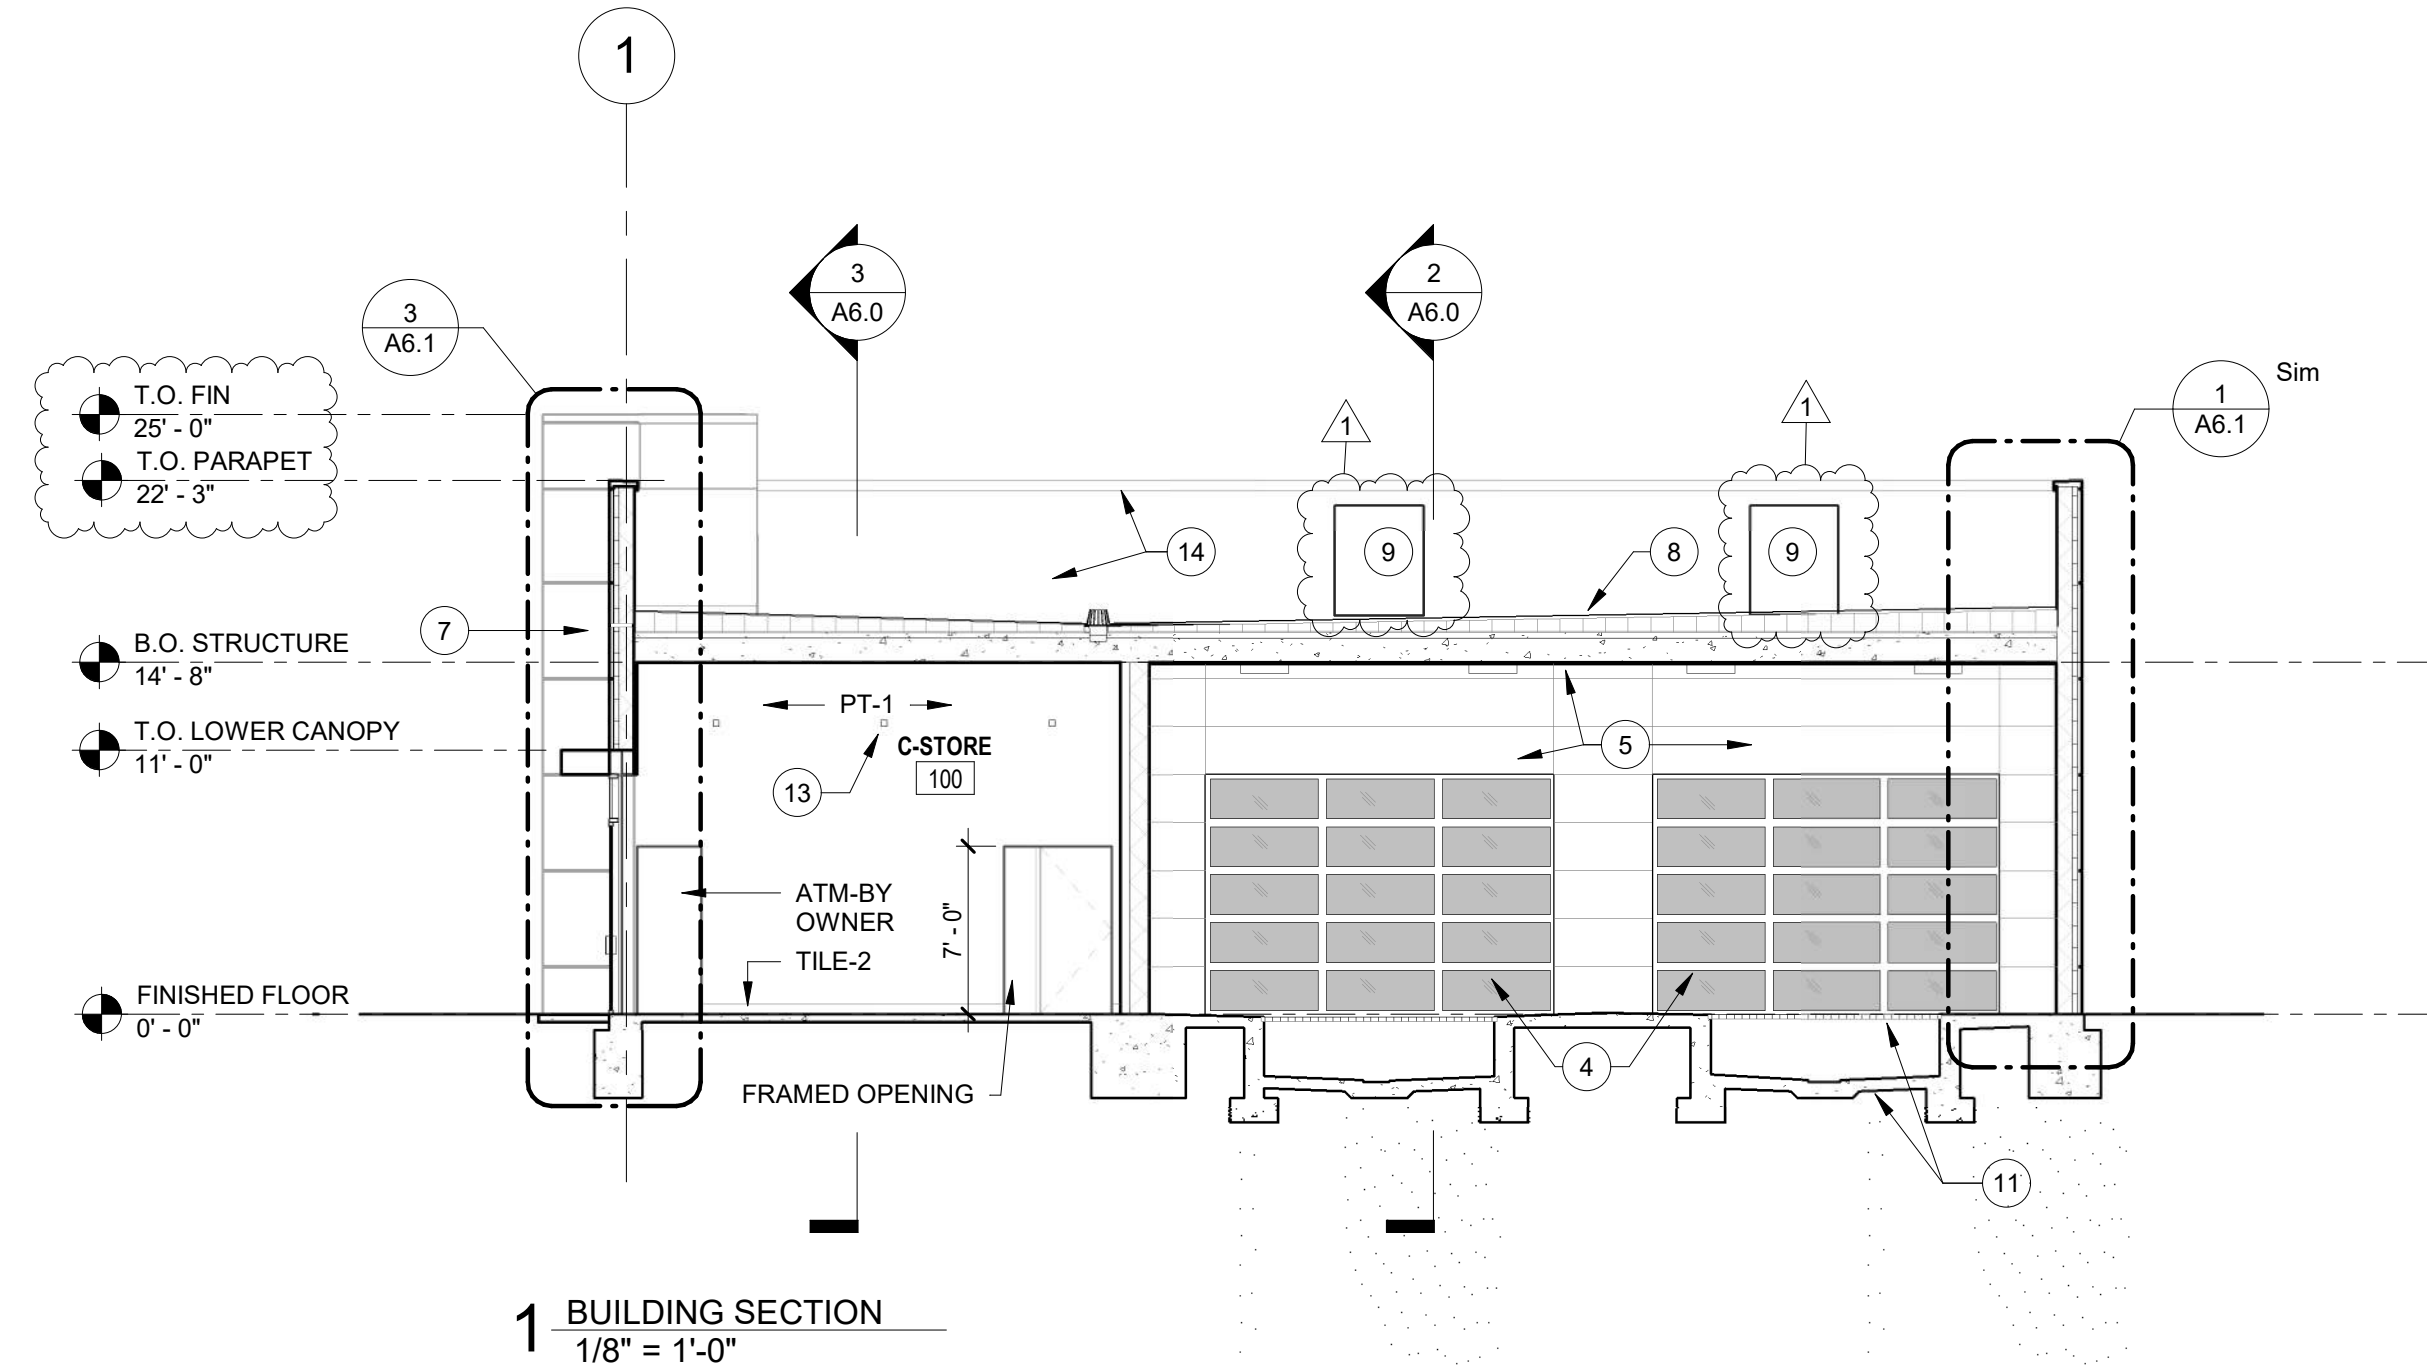 1
3
A6.0
2
A6.0
3
A6.1
1
A6.1
Sim
T.O. FIN
25' - 0"
T.O. PARAPET
22' - 3"
1
1
14
9
8
9
7
B.O. STRUCTURE
14' - 8"
T.O. LOWER CANOPY
11' - 0"
PT-1
C-STORE
100
13
5
ATM-BY
OWNER
7' - 0"
TILE-2
FINISHED FLOOR
0' - 0"
FRAMED OPENING
4
11
1 BUILDING SECTION
1/8" = 1'-0"